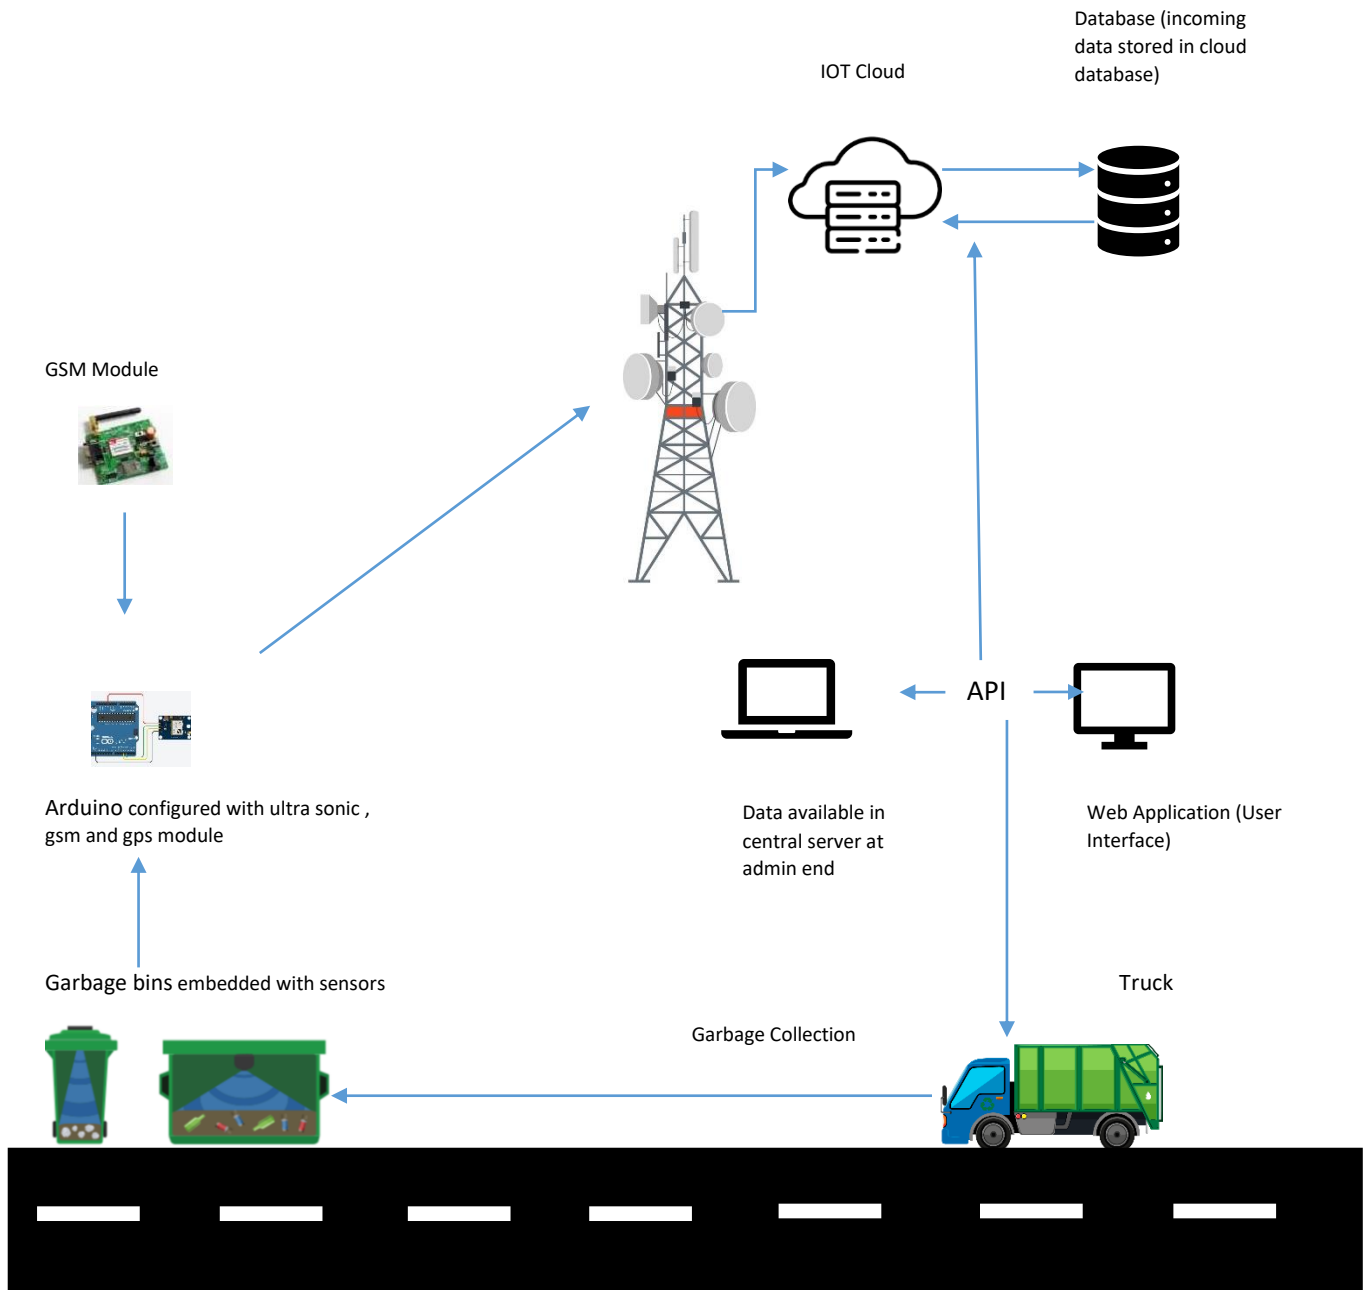 Database (incoming
data stored in cloud
database)
IOT Cloud
GSM Module
API
Arduino configured with ultra sonic ,
gsm and gps module
Data available in
central server at
admin end
Web Application (User
Interface)
Garbage bins embedded with sensors
Truck
Garbage Collection